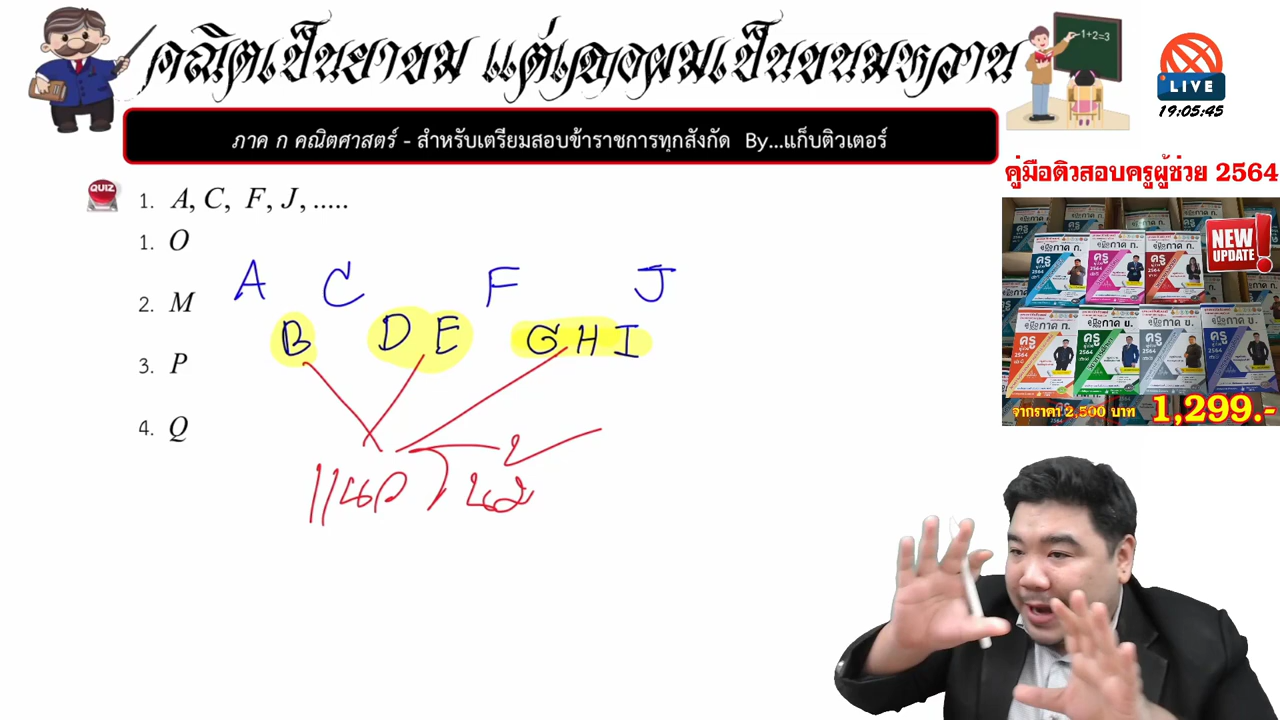 คณิตเป็นยาขม แต่เธอผมเป็นขนมหวาน
1+2=3
LIVE
19:05:45
ภาค ก คณิตศาสตร์ - สำหรับเตรียมสอบข้าราชการทุกสังกัด By...แก็บติวเตอร์
คู่มือติวสอบครูผู้ช่วย 2564
QUIZ
1. A, C, F, J, .....
1. O
2. M
3. P
4. Q
A C F J
B D E G H I
แนวโน้ม
NEW
UPDATE !
จากราคา 2,500 บาท 1,299.-